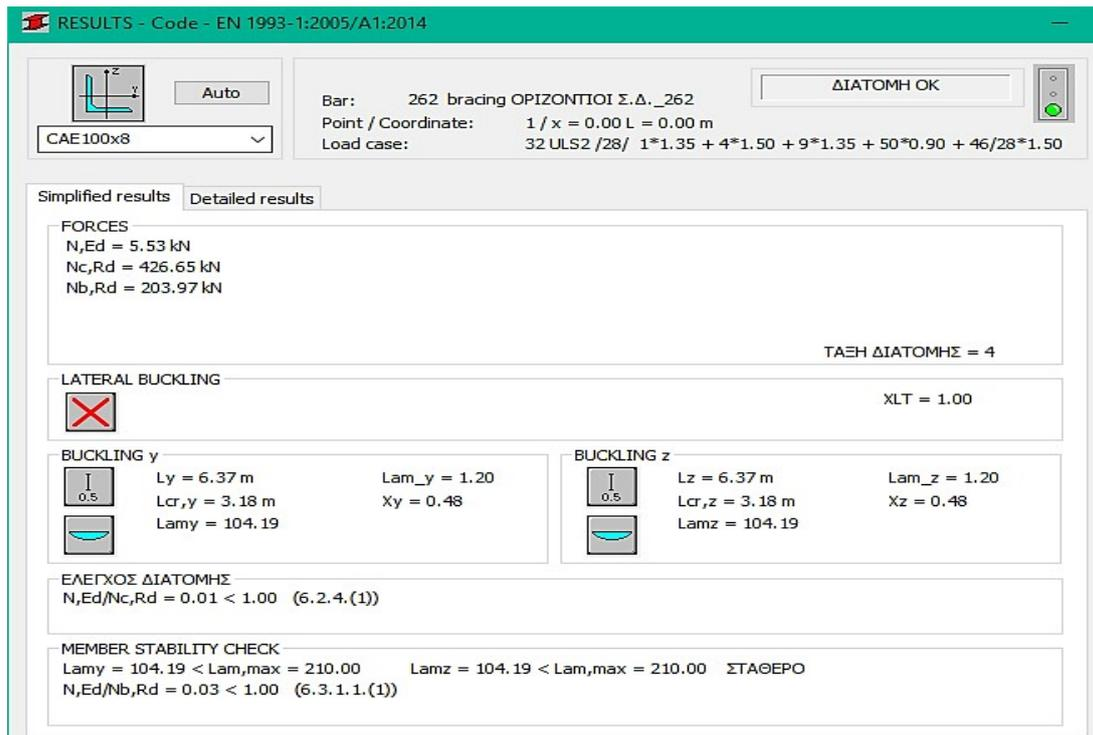 RESULTS - Code - EN 1993-1:2005/A1:2014
Z
Y
Auto
CAE100x8
Bar: 262 bracing ΟΡΙΖΟΝΤΙΟΙ Σ.Δ._262
Point / Coordinate: 1 / x = 0.00 L = 0.00 m
Load case: 32 ULS2 /28/ 1*1.35 + 4*1.50 + 9*1.35 + 50*0.90 + 46/28*1.50
ΔΙΑΤΟΜΗ ΟΚ
Simplified results Detailed results
FORCES
N,Ed = 5.53 kN
Nc,Rd = 426.65 kN
Nb,Rd = 203.97 kN
ΤΑΞΗ ΔΙΑΤΟΜΗΣ = 4
LATERAL BUCKLING
XLT = 1.00
BUCKLING y
0.5
Ly = 6.37 m Lam_y = 1.20
Lcr,y = 3.18 m Xy = 0.48
Lamy = 104.19
BUCKLING z
0.5
Lz = 6.37 m Lam_z = 1.20
Lcr,z = 3.18 m Xz = 0.48
Lamz = 104.19
ΕΛΕΓΧΟΣ ΔΙΑΤΟΜΗΣ
N,Ed/Nc,Rd = 0.01 < 1.00 (6.2.4.(1))
MEMBER STABILITY CHECK
Lamy = 104.19 < Lam,max = 210.00 Lamz = 104.19 < Lam,max = 210.00 ΣΤΑΘΕΡΟ
N,Ed/Nb,Rd = 0.03 < 1.00 (6.3.1.1.(1))